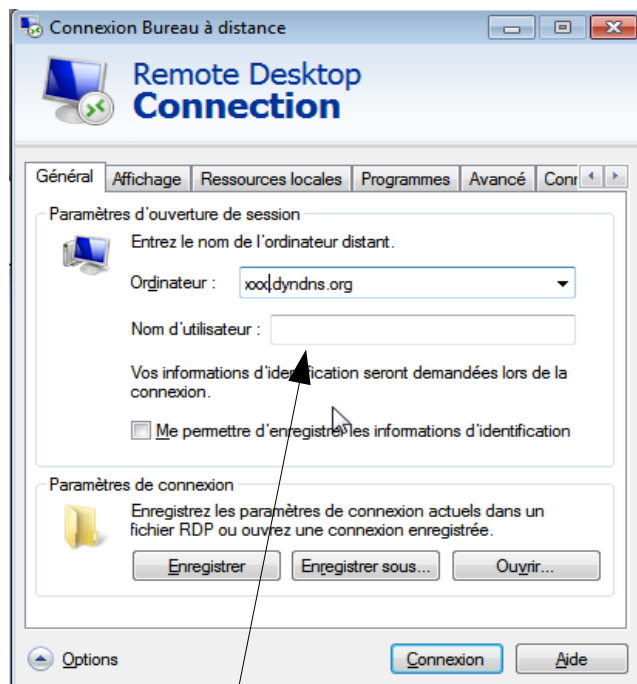 Connexion Bureau à distance
Remote Desktop
Connection
Général Affichage Ressources locales Programmes Avancé Conr
Paramètres d'ouverture de session
Entrez le nom de l'ordinateur distant.
Ordinateur : xxx.dyndns.org
Nom d'utilisateur :
Vos informations d'identification seront demandées lors de la
connexion.
Me permettre d'enregistrer les informations d'identification
Paramètres de connexion
Enregistrez les paramètres de connexion actuels dans un
fichier RDP ou ouvrez une connexion enregistrée.
Enregistrer Enregistrer sous... Ouvrir...
Options Connexion Aide